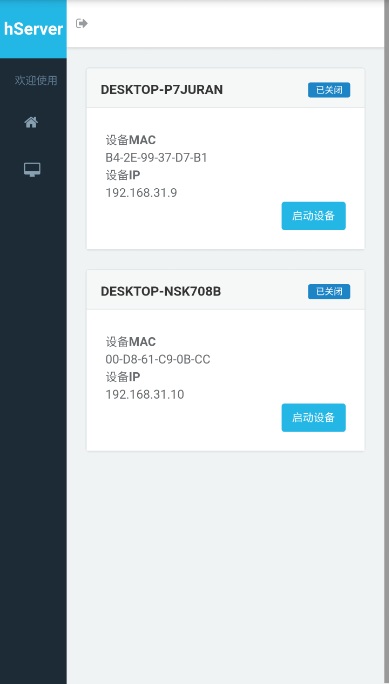 hServer
欢迎使用
DESKTOP-P7JURAN 已关闭
设备MAC
B4-2E-99-37-D7-B1
设备IP
192.168.31.9
启动设备
DESKTOP-NSK708B 已关闭
设备MAC
00-D8-61-C9-0B-CC
设备IP
192.168.31.10
启动设备